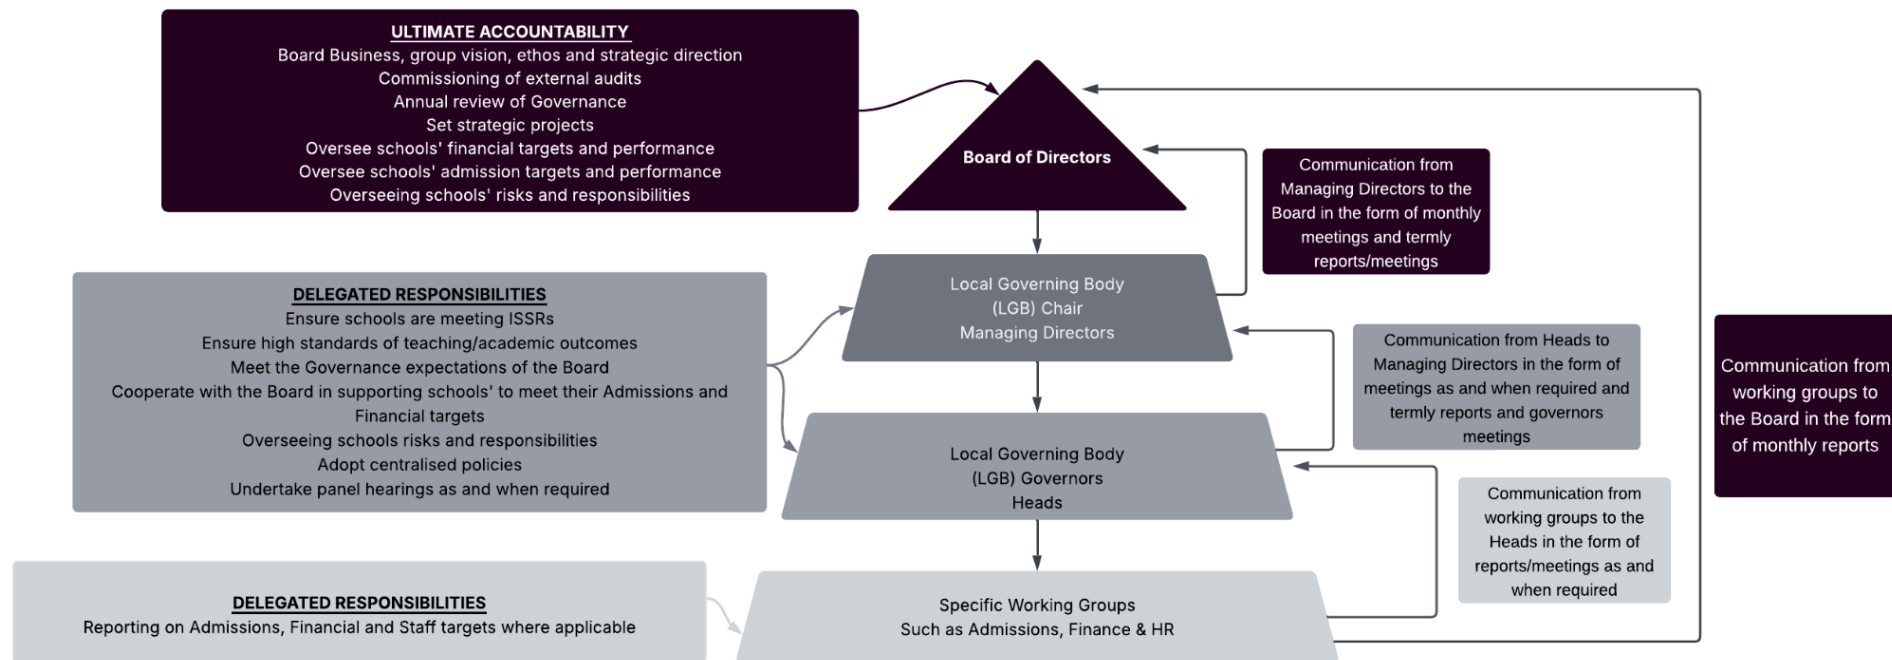 ULTIMATE ACCOUNTABILITY
Board Business, group vision, ethos and strategic direction
Commissioning of external audits
Annual review of Governance
Set strategic projects
Oversee schools' financial targets and performance
Oversee schools' admission targets and performance
Overseeing schools' risks and responsibilities
Board of Directors
Communication from
Managing Directors to the
Board in the form of monthly
meetings and termly
reports/meetings
DELEGATED RESPONSIBILITIES
Ensure schools are meeting ISSRs
Ensure high standards of teaching/academic outcomes
Meet the Governance expectations of the Board
Cooperate with the Board in supporting schools' to meet their Admissions and
Financial targets
Overseeing schools risks and responsibilities
Adopt centralised policies
Undertake panel hearings as and when required
Local Governing Body
(LGB) Chair
Managing Directors
Communication from Heads to
Managing Directors in the form of
meetings as and when required and
termly reports and governors
meetings
Communication from
working groups to
the Board in the form
of monthly reports
Local Governing Body
(LGB) Governors
Heads
Communication from
working groups to the
Heads in the form of
reports/meetings as and
when required
DELEGATED RESPONSIBILITIES
Reporting on Admissions, Financial and Staff targets where applicable
Specific Working Groups
Such as Admissions, Finance & HR